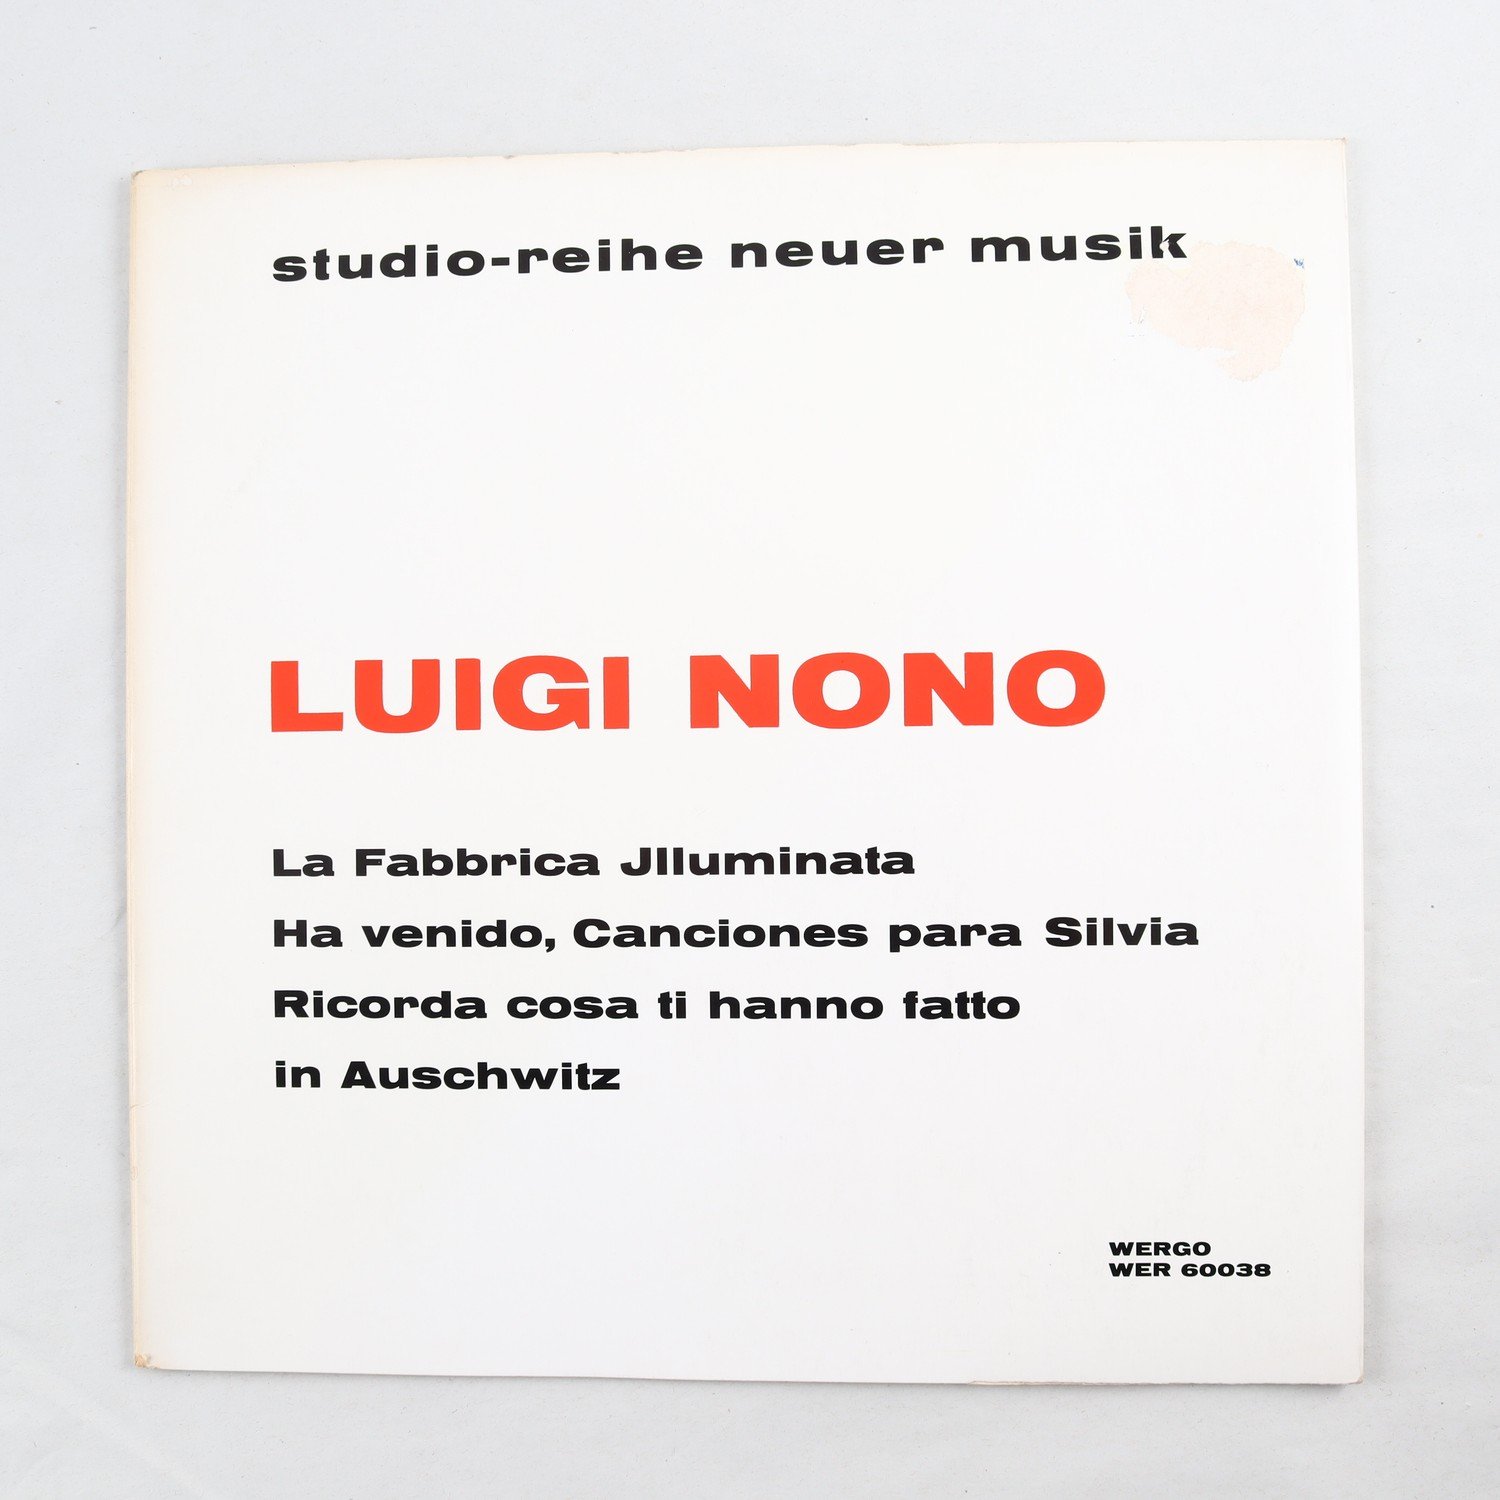 studio-reihe neuer musik
LUIGI NONO
La Fabbrica Jlluminata
Ha venido, Canciones para Silvia
Ricorda cosa ti hanno fatto
in Auschwitz
WERGO
WER 60038